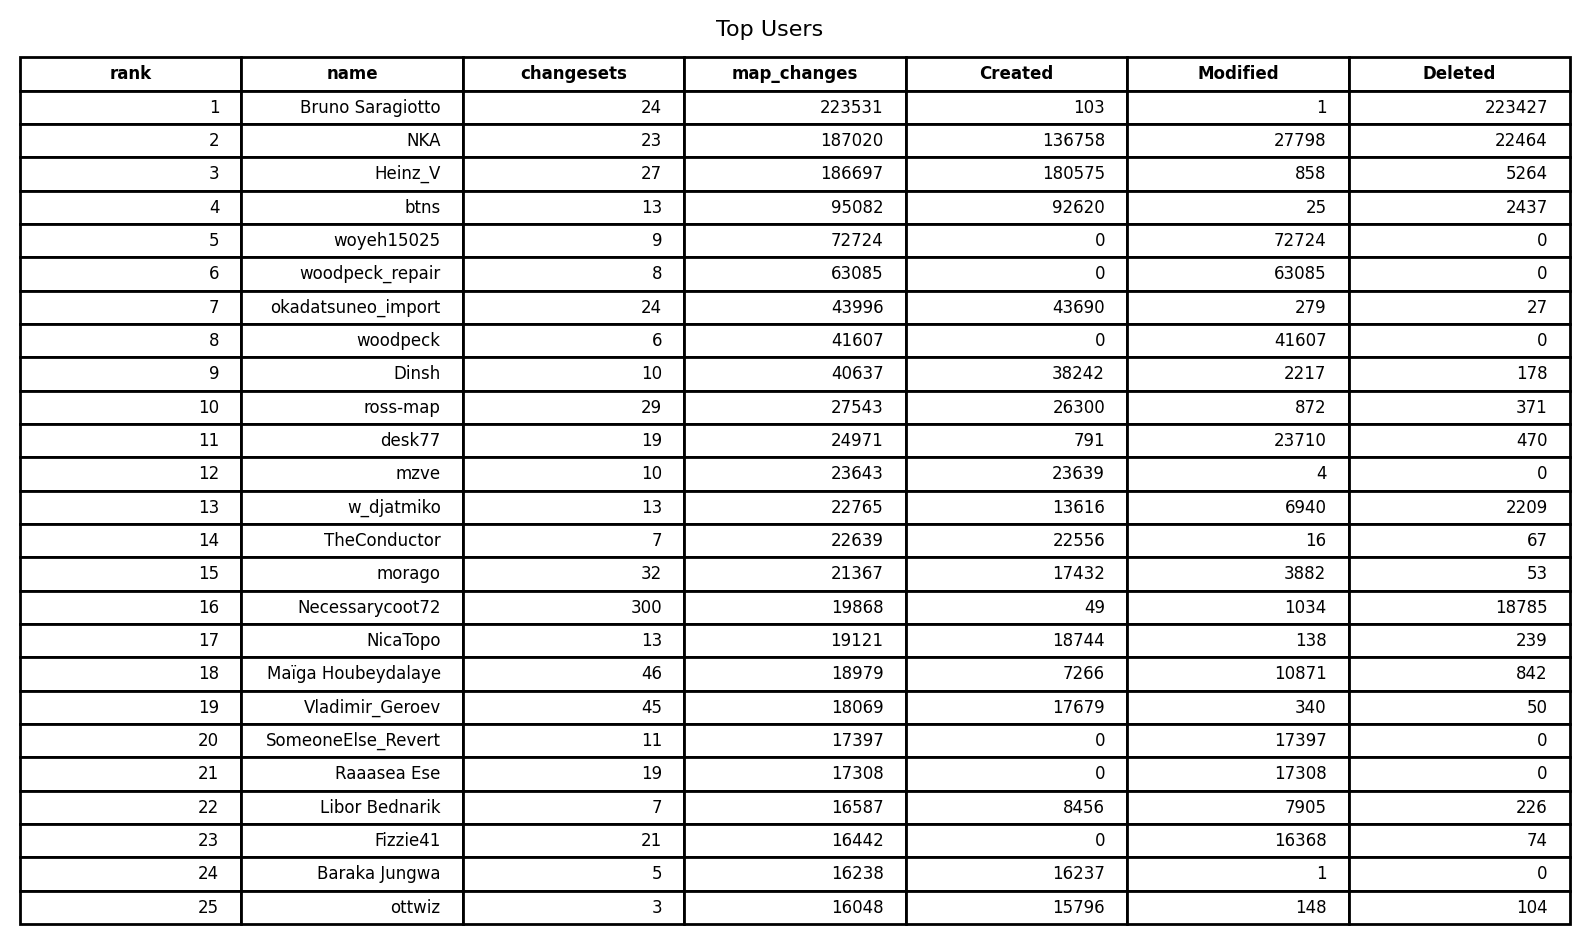 Top Users
rank name changesets map_changes Created Modified Deleted
1 Bruno Saragiotto 24 223531 103 1 223427
2 NKA 23 187020 136758 27798 22464
3 Heinz_V 27 186697 180575 858 5264
4 btns 13 95082 92620 25 2437
5 woyeh15025 9 72724 0 72724 0
6 woodpeck_repair 8 63085 0 63085 0
7 okadatsuneo_import 24 43996 43690 279 27
8 woodpeck 6 41607 0 41607 0
9 Dinsh 10 40637 38242 2217 178
10 ross-map 29 27543 26300 872 371
11 desk77 19 24971 791 23710 470
12 mzve 10 23643 23639 4 0
13 w_djatmiko 13 22765 13616 6940 2209
14 TheConductor 7 22639 22556 16 67
15 morago 32 21367 17432 3882 53
16 Necessarycoot72 300 19868 49 1034 18785
17 NicaTopo 13 19121 18744 138 239
18 Maïga Houbeydalaye 46 18979 7266 10871 842
19 Vladimir_Geroev 45 18069 17679 340 50
20 SomeoneElse_Revert 11 17397 0 17397 0
21 Raaasea Ese 19 17308 0 17308 0
22 Libor Bednarik 7 16587 8456 7905 226
23 Fizzie41 21 16442 0 16368 74
24 Baraka Jungwa 5 16238 16237 1 0
25 ottwiz 3 16048 15796 148 104